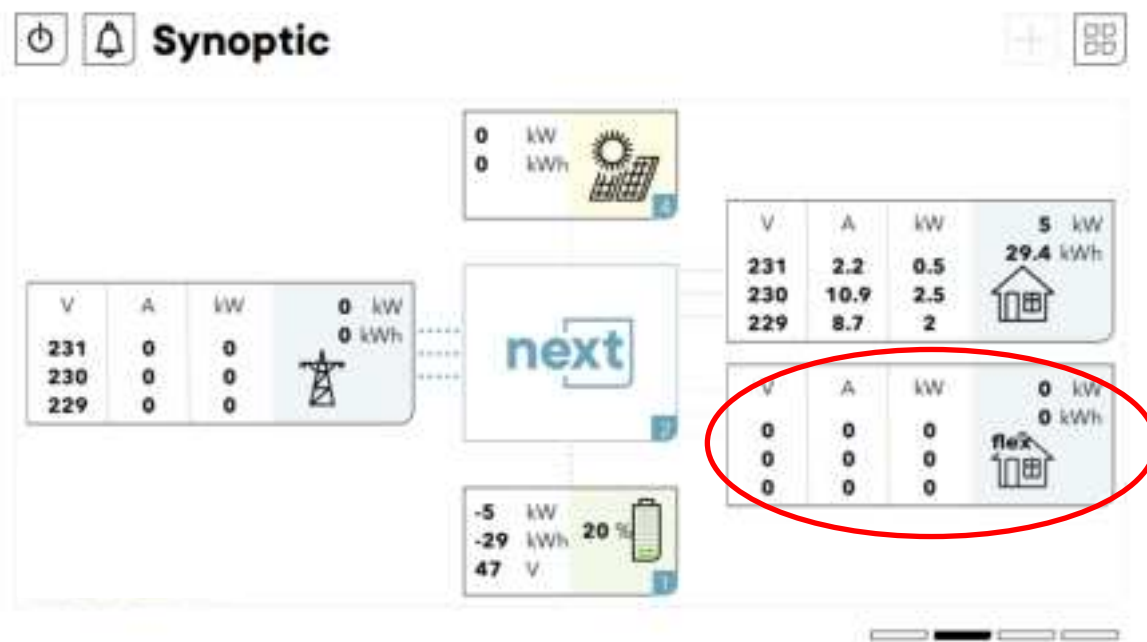 Synoptic
0 kW
0 kWh
4
V A kW 5 kW
29.4 kWh
231 2.2 0.5
230 10.9 2.5
229 8.7 2
V A kW 0 kW
0 kWh
231 0 0
230 0 0
229 0 0
next
2
V A kW 0 kW
0 kWh
0 0 0
flex
0 0 0
0 0 0
-5 kW
-29 kWh 20 %
47 V
1